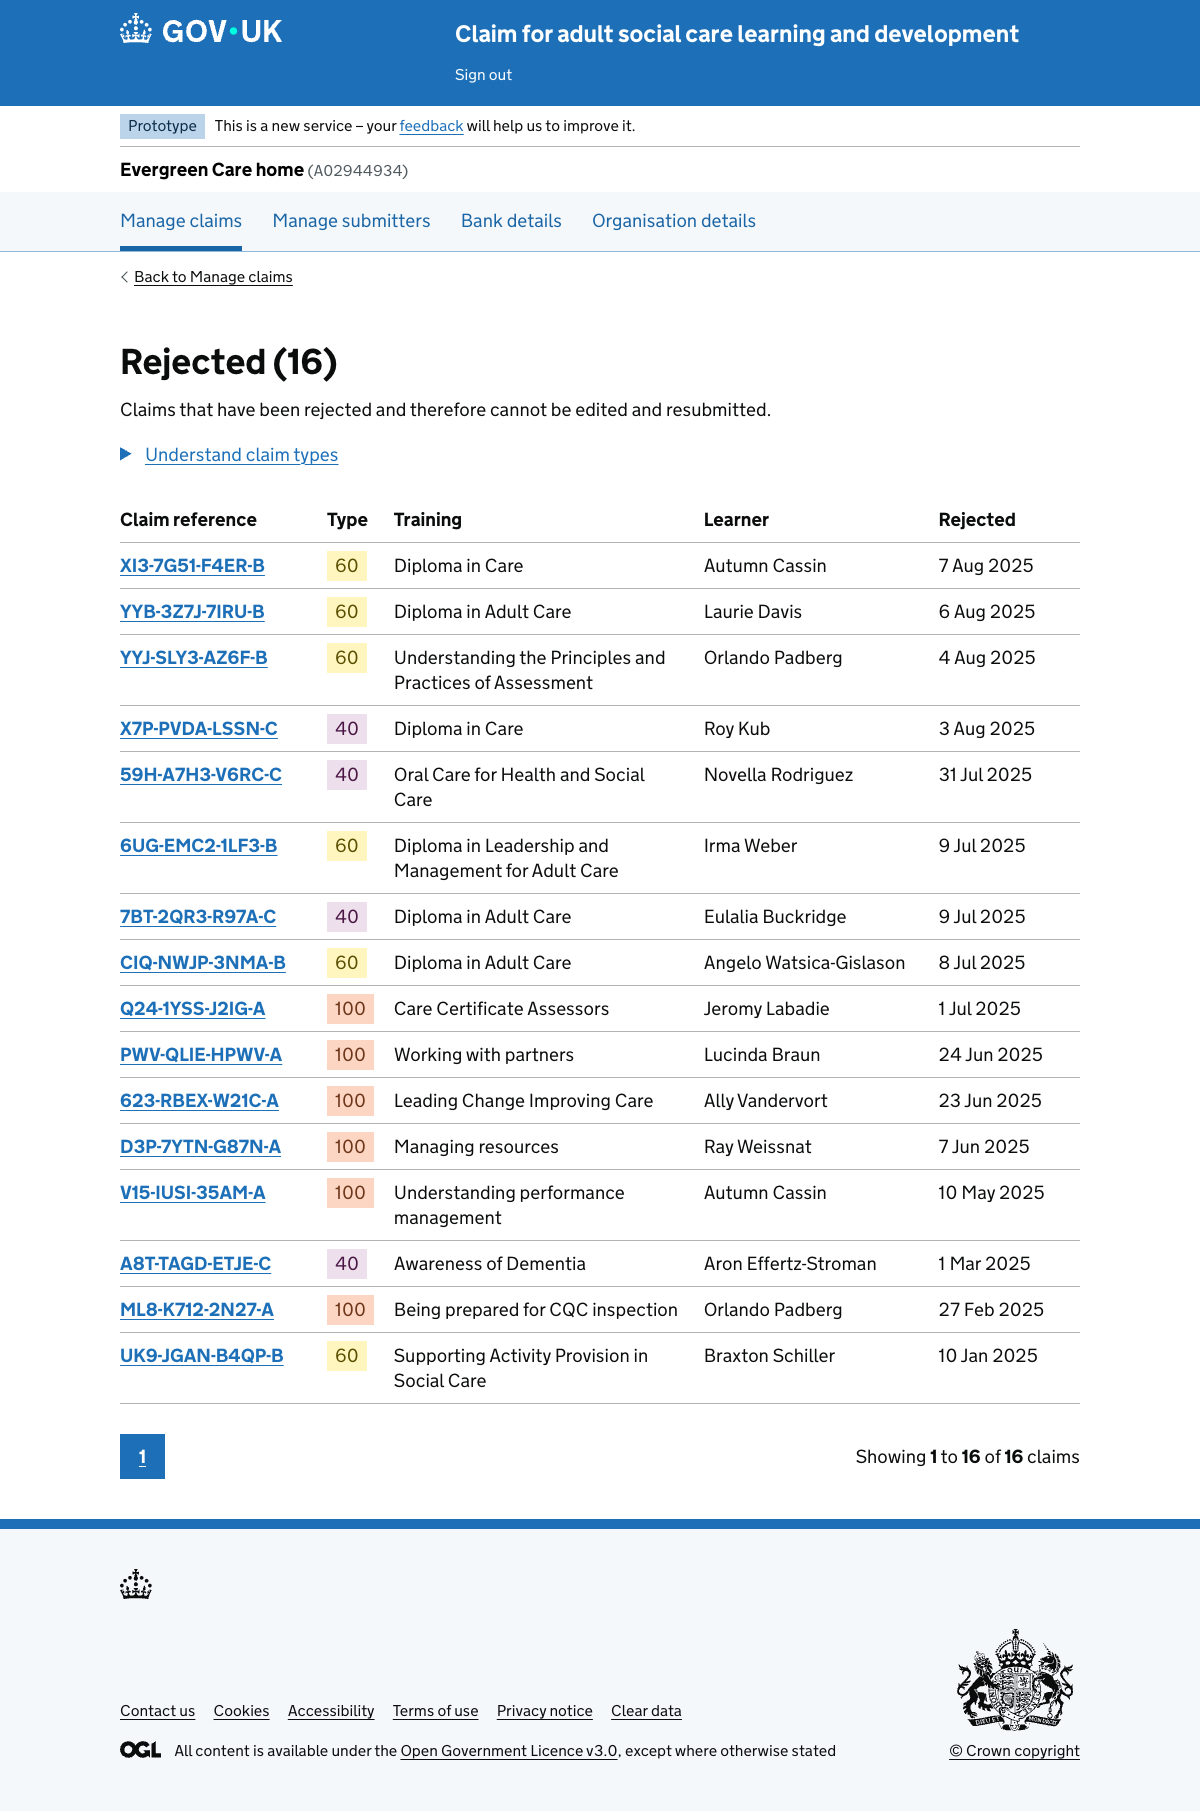 GOV·UK
Claim for adult social care learning and development
Sign out
Prototype This is a new service – your feedback will help us to improve it.
Evergreen Care home (A02944934)
Manage claims Manage submitters Bank details Organisation details
Back to Manage claims
Rejected (16)
Claims that have been rejected and therefore cannot be edited and resubmitted.
Understand claim types
Claim reference Type Training Learner Rejected
XI3-7G51-F4ER-B 60 Diploma in Care Autumn Cassin 7 Aug 2025
YYB-3Z7J-7IRU-B 60 Diploma in Adult Care Laurie Davis 6 Aug 2025
YYJ-SLY3-AZ6F-B 60 Understanding the Principles and Orlando Padberg 4 Aug 2025
Practices of Assessment
X7P-PVDA-LSSN-C 40 Diploma in Care Roy Kub 3 Aug 2025
59H-A7H3-V6RC-C 40 Oral Care for Health and Social Novella Rodriguez 31 Jul 2025
Care
6UG-EMC2-1LF3-B 60 Diploma in Leadership and Irma Weber 9 Jul 2025
Management for Adult Care
7BT-2QR3-R97A-C 40 Diploma in Adult Care Eulalia Buckridge 9 Jul 2025
CIQ-NWJP-3NMA-B 60 Diploma in Adult Care Angelo Watsica-Gislason 8 Jul 2025
Q24-1YSS-J2IG-A 100 Care Certificate Assessors Jeromy Labadie 1 Jul 2025
PWV-QLIE-HPWV-A 100 Working with partners Lucinda Braun 24 Jun 2025
623-RBEX-W21C-A 100 Leading Change Improving Care Ally Vandervort 23 Jun 2025
D3P-7YTN-G87N-A 100 Managing resources Ray Weissnat 7 Jun 2025
V15-IUSI-35AM-A 100 Understanding performance Autumn Cassin 10 May 2025
management
A8T-TAGD-ETJE-C 40 Awareness of Dementia Aron Effertz-Stroman 1 Mar 2025
ML8-K712-2N27-A 100 Being prepared for CQC inspection Orlando Padberg 27 Feb 2025
UK9-JGAN-B4QP-B 60 Supporting Activity Provision in Braxton Schiller 10 Jan 2025
Social Care
1 Showing 1 to 16 of 16 claims
Contact us Cookies Accessibility Terms of use Privacy notice Clear data
OGL All content is available under the Open Government Licence v3.0, except where otherwise stated
© Crown copyright